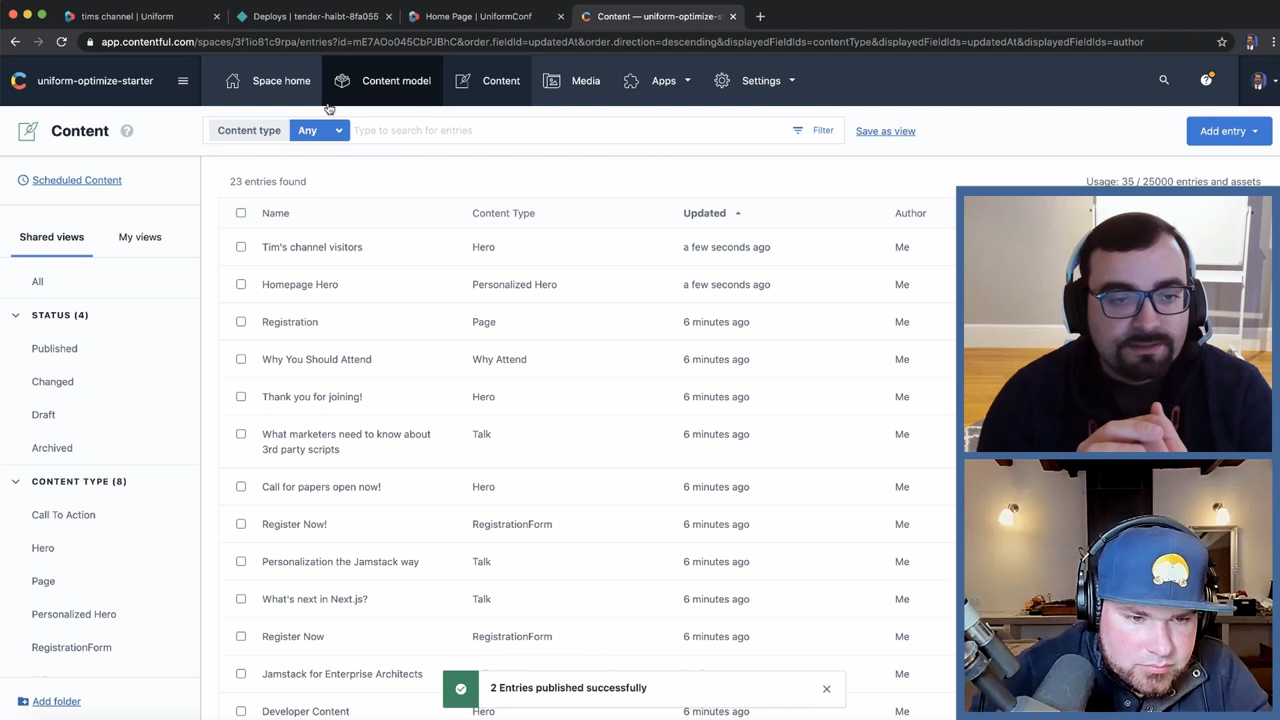 tims channel | Uniform
Deploys | tender-haibt-8fa055
Home Page | UniformConf
Content — uniform-optimize-s
app.contentful.com/spaces/3f1io81c9rpa/entries?id=mE7AOo045CbPJBhC&order.fieldId=updatedAt&order.direction=descending&displayedFieldIds=contentType&displayedFieldIds=updatedAt&displayedFieldIds=author
uniform-optimize-starter
Space home
Content model
Content
Media
Apps
Settings
Content
Content type
Any
Type to search for entries
Filter
Save as view
Add entry
Scheduled Content
Shared views
My views
All
STATUS (4)
Published
Changed
Draft
Archived
CONTENT TYPE (8)
Call To Action
Hero
Page
Personalized Hero
RegistrationForm
Add folder
23 entries found
Usage: 35 / 25000 entries and assets
Name Content Type Updated Author
Tim's channel visitors Hero a few seconds ago Me
Homepage Hero Personalized Hero a few seconds ago Me
Registration Page 6 minutes ago Me
Why You Should Attend Why Attend 6 minutes ago Me
Thank you for joining! Hero 6 minutes ago Me
What marketers need to know about Talk 6 minutes ago Me
3rd party scripts
Call for papers open now! Hero 6 minutes ago Me
Register Now! RegistrationForm 6 minutes ago Me
Personalization the Jamstack way Talk 6 minutes ago Me
What's next in Next.js? Talk 6 minutes ago Me
Register Now RegistrationForm 6 minutes ago Me
Jamstack for Enterprise Architects Me
2 Entries published successfully
Developer Content Hero 6 minutes ago Me